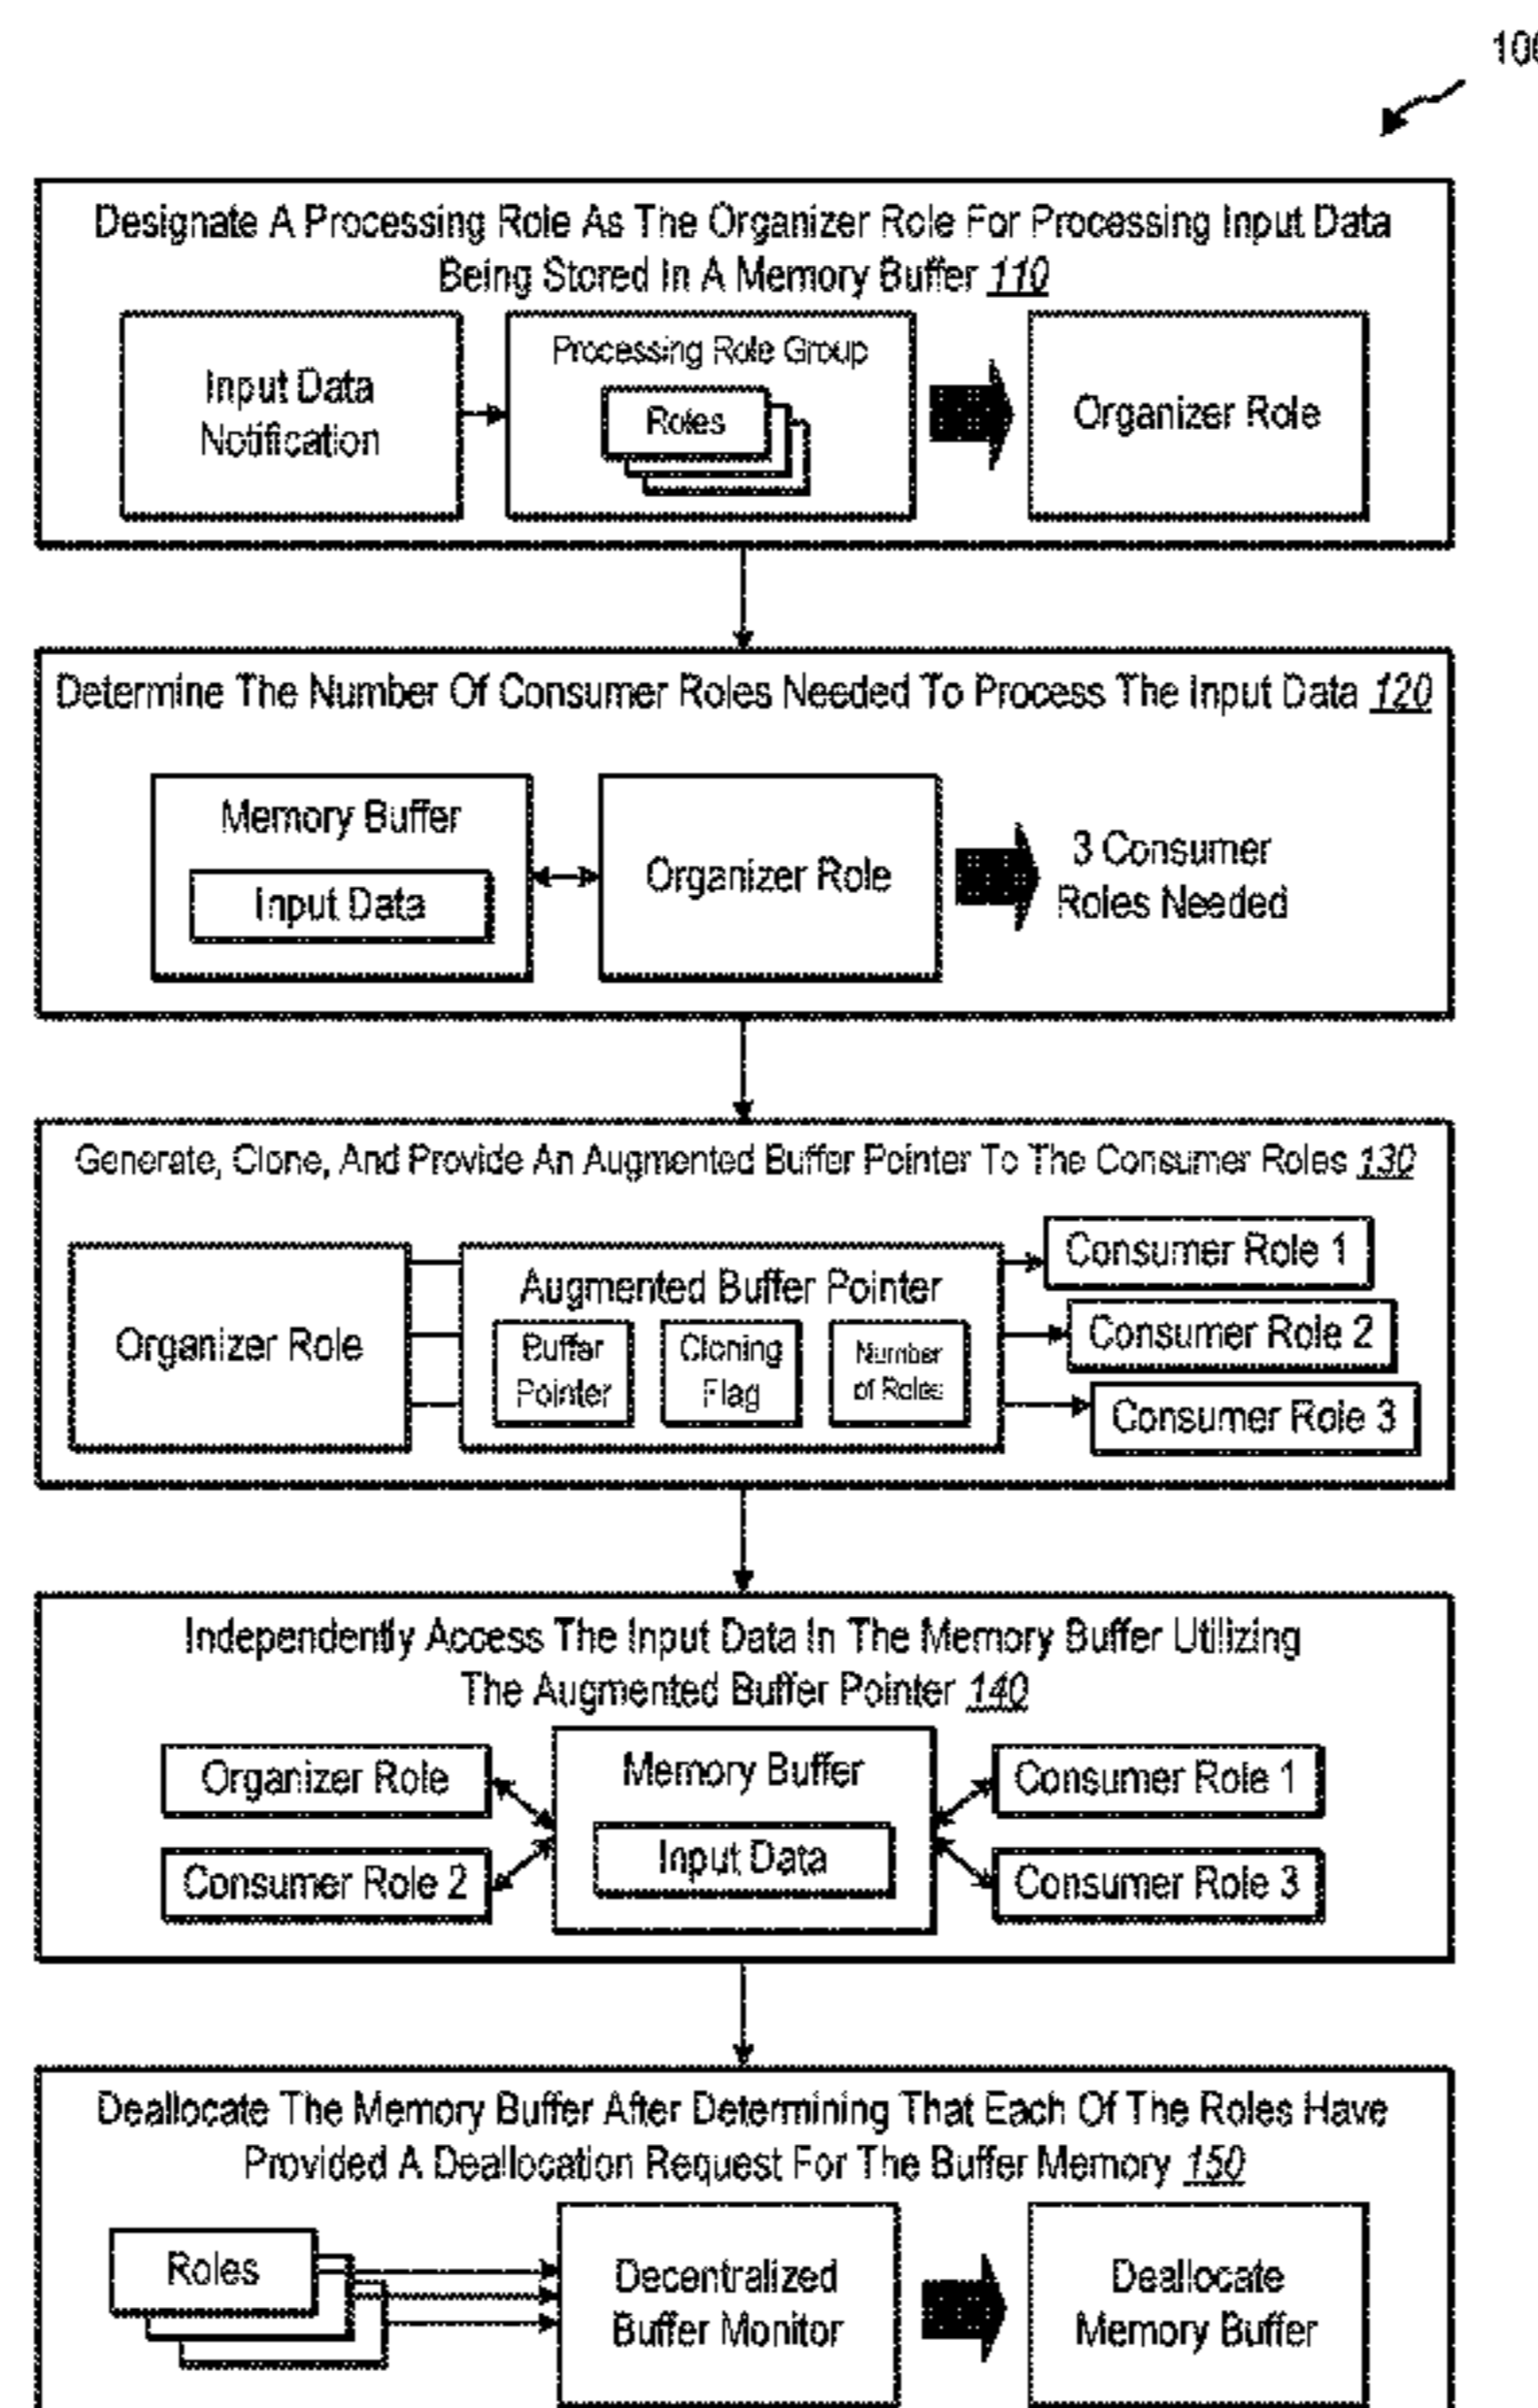 100
Designate A Processing Role As The Organizer Role For Processing Input Data
Being Stored In A Memory Buffer 110
Input Data
Notification
Processing Role Group
Roles
Organizer Role
Determine The Number Of Consumer Roles Needed To Process The Input Data 120
Memory Buffer
Input Data
Organizer Role
3 Consumer
Roles Needed
Generate, Clone, And Provide An Augmented Buffer Pointer To The Consumer Roles 130
Organizer Role
Augmented Buffer Pointer
Buffer
Pointer
Cloning
Flag
Number
of Roles
Consumer Role 1
Consumer Role 2
Consumer Role 3
Independently Access The Input Data In The Memory Buffer Utilizing
The Augmented Buffer Pointer 140
Organizer Role
Consumer Role 2
Memory Buffer
Input Data
Consumer Role 1
Consumer Role 3
Deallocate The Memory Buffer After Determining That Each Of The Roles Have
Provided A Deallocation Request For The Buffer Memory 150
Roles
Decentralized
Buffer Monitor
Deallocate
Memory Buffer